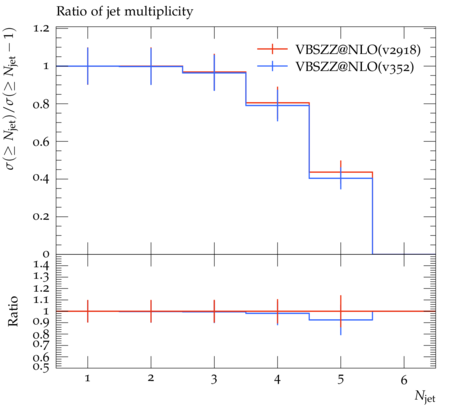 Ratio of jet multiplicity
σ(≥ N_jet)/σ(≥ N_jet − 1)
1.2
1
0.8
0.6
0.4
0.2
0
VBSZZ@NLO(v2918)
VBSZZ@NLO(v352)
Ratio
1.4
1.3
1.2
1.1
1
0.9
0.8
0.7
0.6
0.5
1 2 3 4 5 6
N_jet